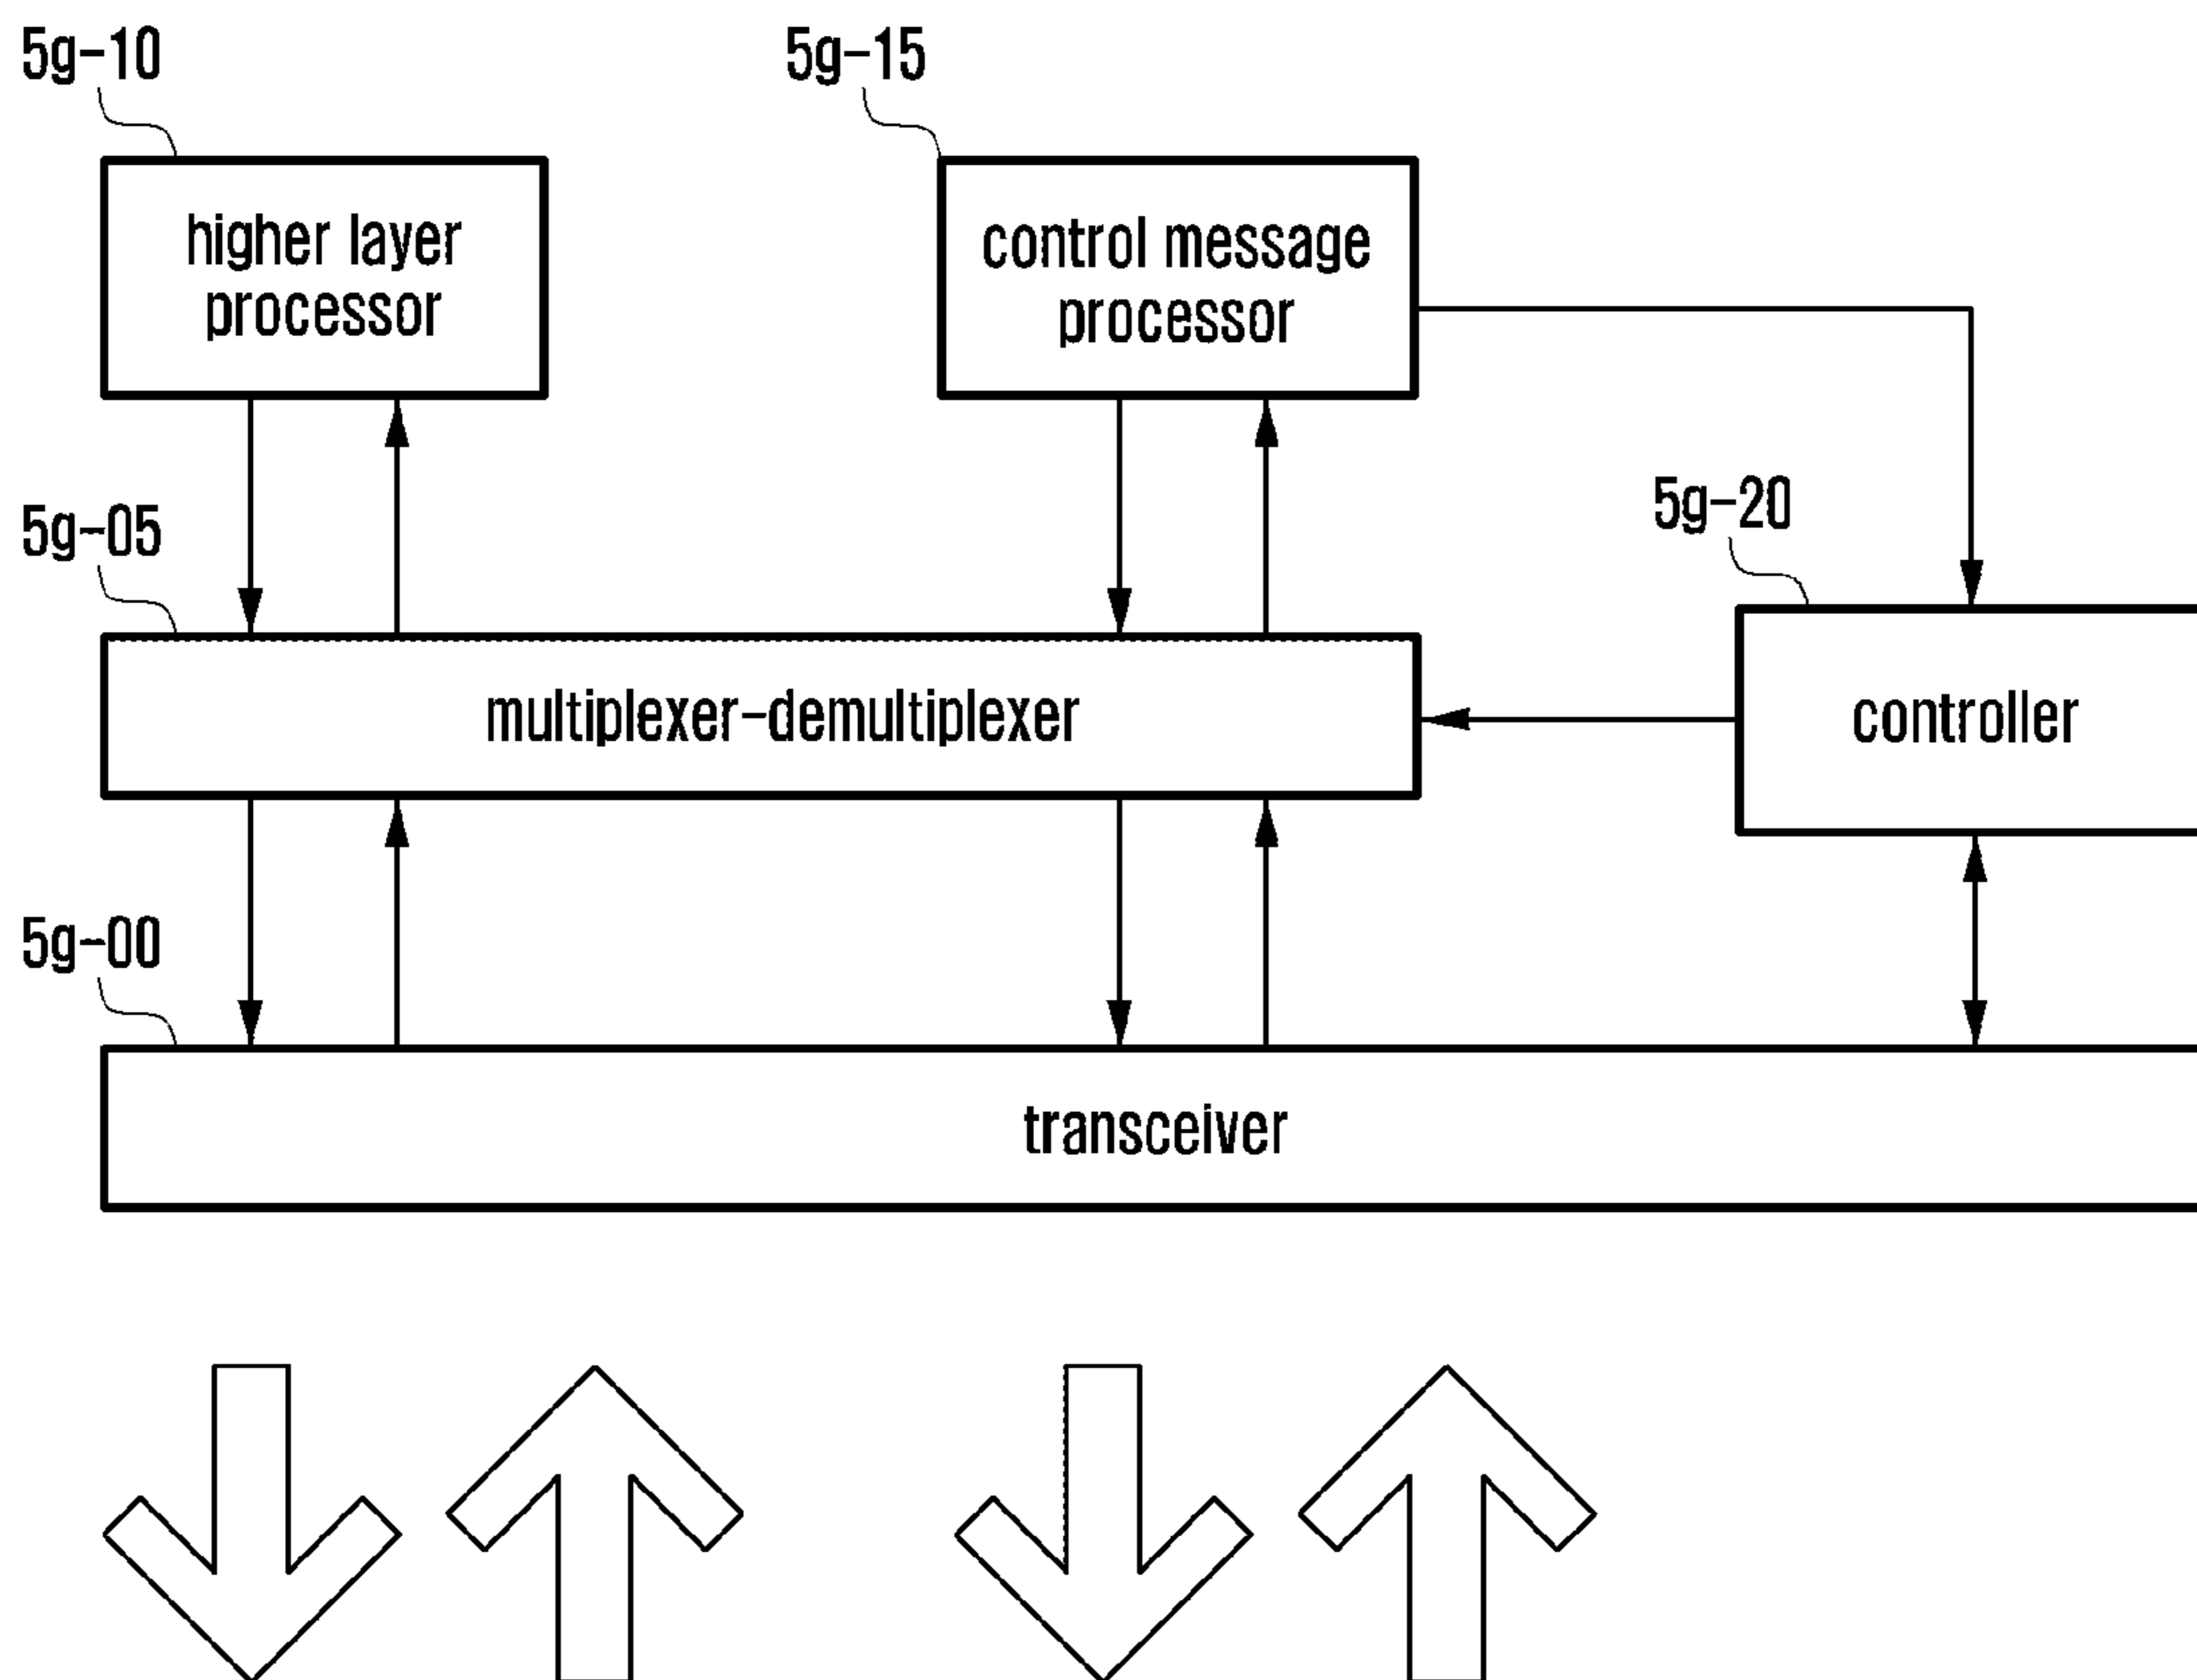 5g-10
5g-15
higher layer
processor
control message
processor
5g-05
5g-20
multiplexer-demultiplexer
controller
5g-00
transceiver